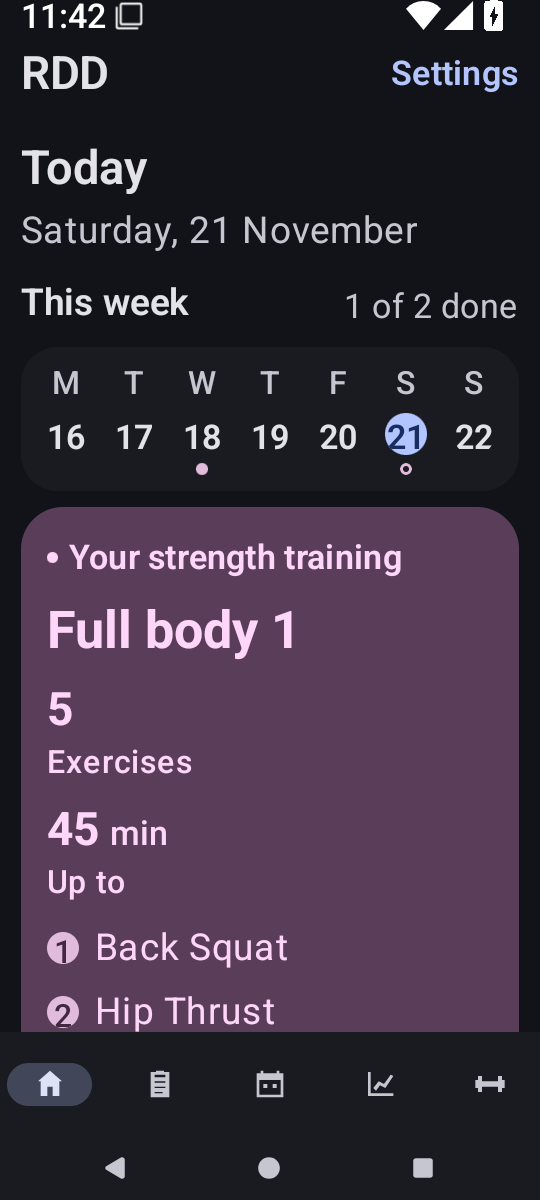 11:42
RDD
Settings
Today
Saturday, 21 November
This week
1 of 2 done
M T W T F S S
16 17 18 19 20 21 22
• Your strength training
Full body 1
5
Exercises
45 min
Up to
1 Back Squat
2 Hip Thrust